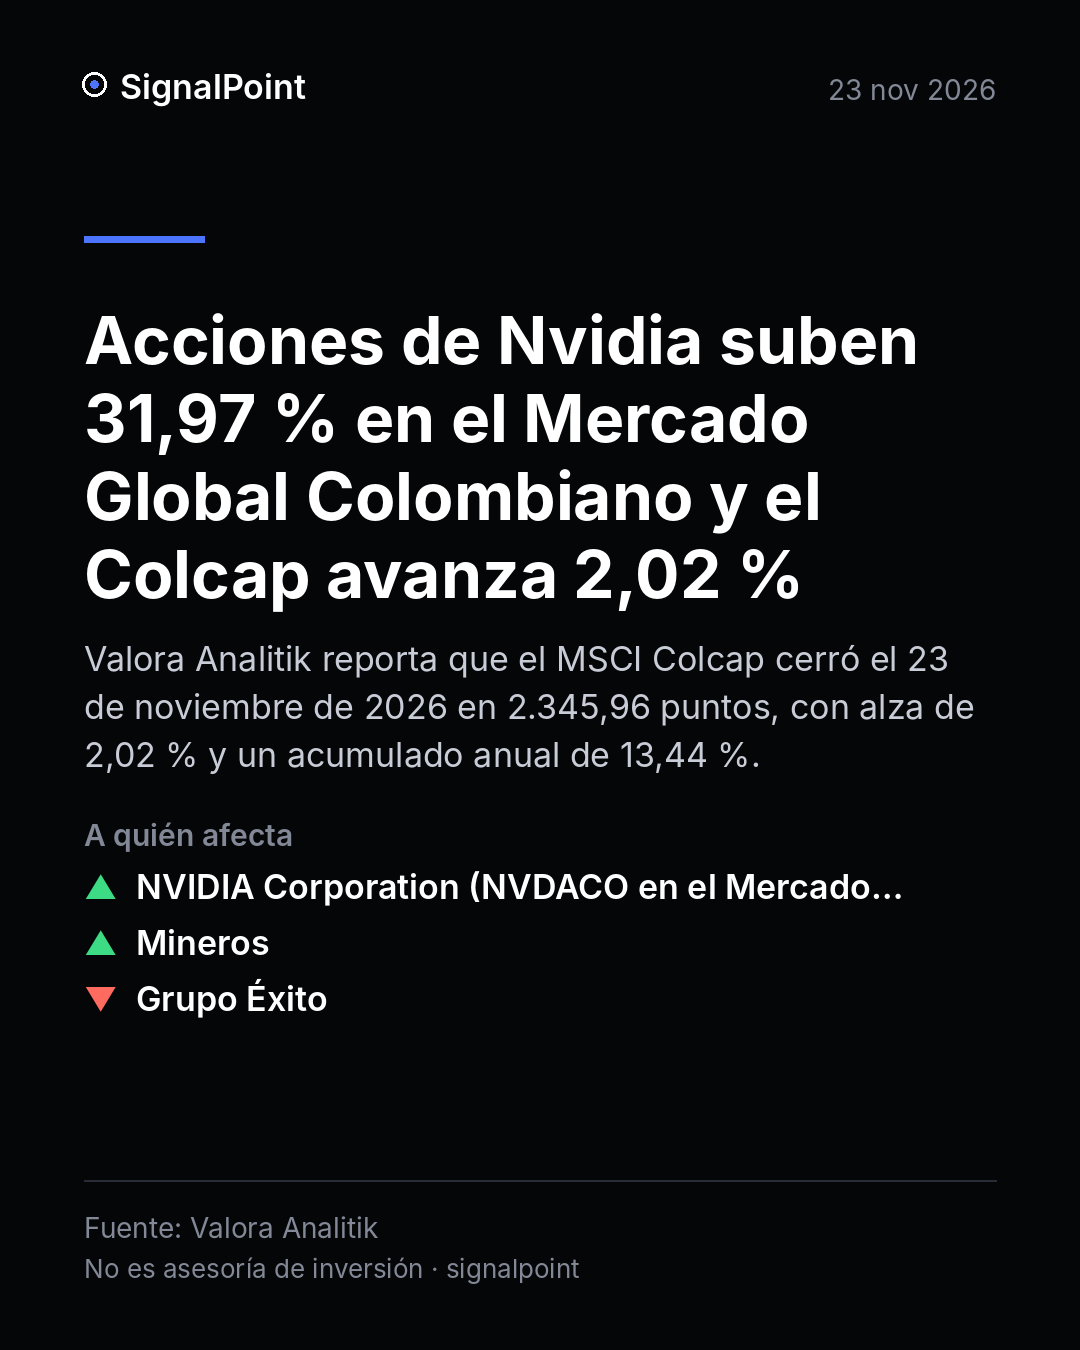 SignalPoint
23 nov 2026
Acciones de Nvidia suben
31,97 % en el Mercado
Global Colombiano y el
Colcap avanza 2,02 %
Valora Analitik reporta que el MSCI Colcap cerró el 23
de noviembre de 2026 en 2.345,96 puntos, con alza de
2,02 % y un acumulado anual de 13,44 %.
A quién afecta
▲ NVIDIA Corporation (NVDACO en el Mercado...
▲ Mineros
▼ Grupo Éxito
Fuente: Valora Analitik
No es asesoría de inversión · signalpoint